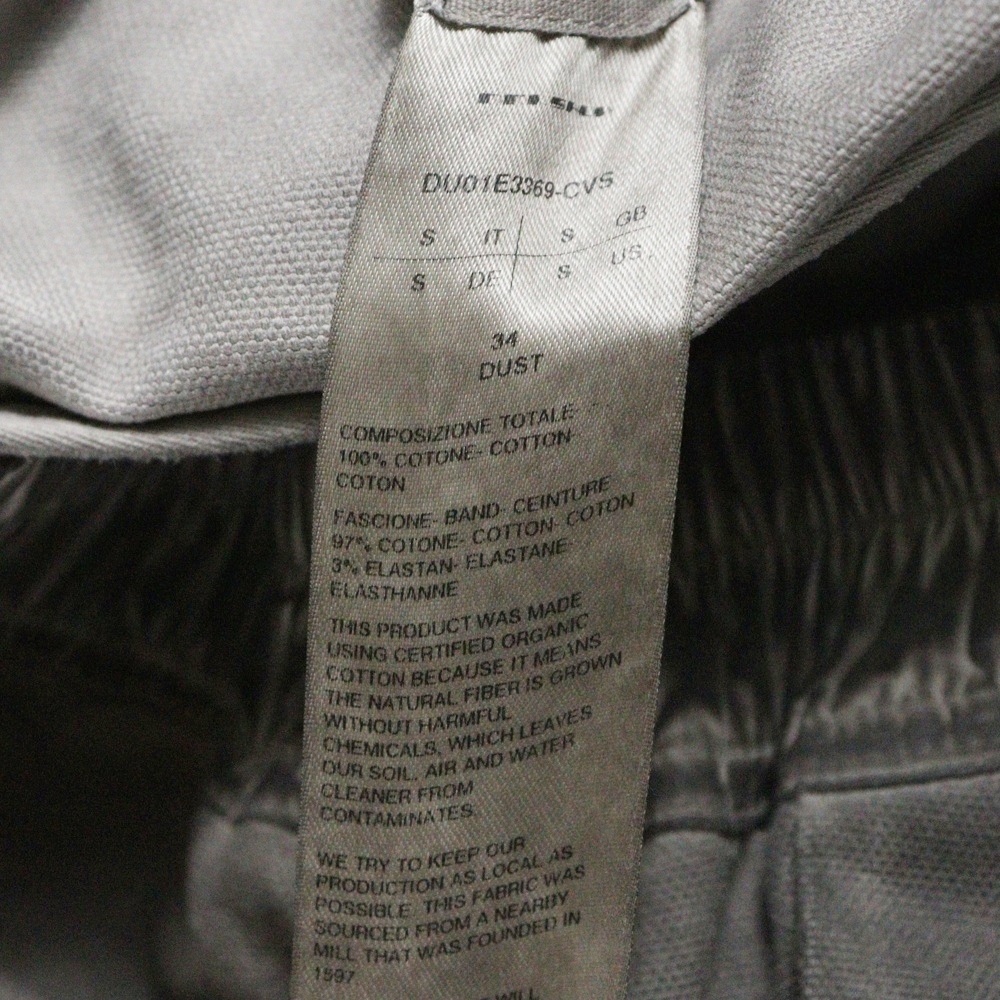 DU01E3369-CVS
S IT S GB
S DE S US
34
DUST
COMPOSIZIONE TOTALE-
100% COTONE- COTTON-
COTON
FASCIONE- BAND- CEINTURE
97% COTONE- COTTON- COTON
3% ELASTAN- ELASTANE-
ELASTHANNE
THIS PRODUCT WAS MADE
USING CERTIFIED ORGANIC
COTTON BECAUSE IT MEANS
THE NATURAL FIBER IS GROWN
WITHOUT HARMFUL
CHEMICALS, WHICH LEAVES
OUR SOIL, AIR AND WATER
CLEANER FROM
CONTAMINATES.
WE TRY TO KEEP OUR
PRODUCTION AS LOCAL AS
POSSIBLE. THIS FABRIC WAS
SOURCED FROM A NEARBY
MILL THAT WAS FOUNDED IN
1597
WILL